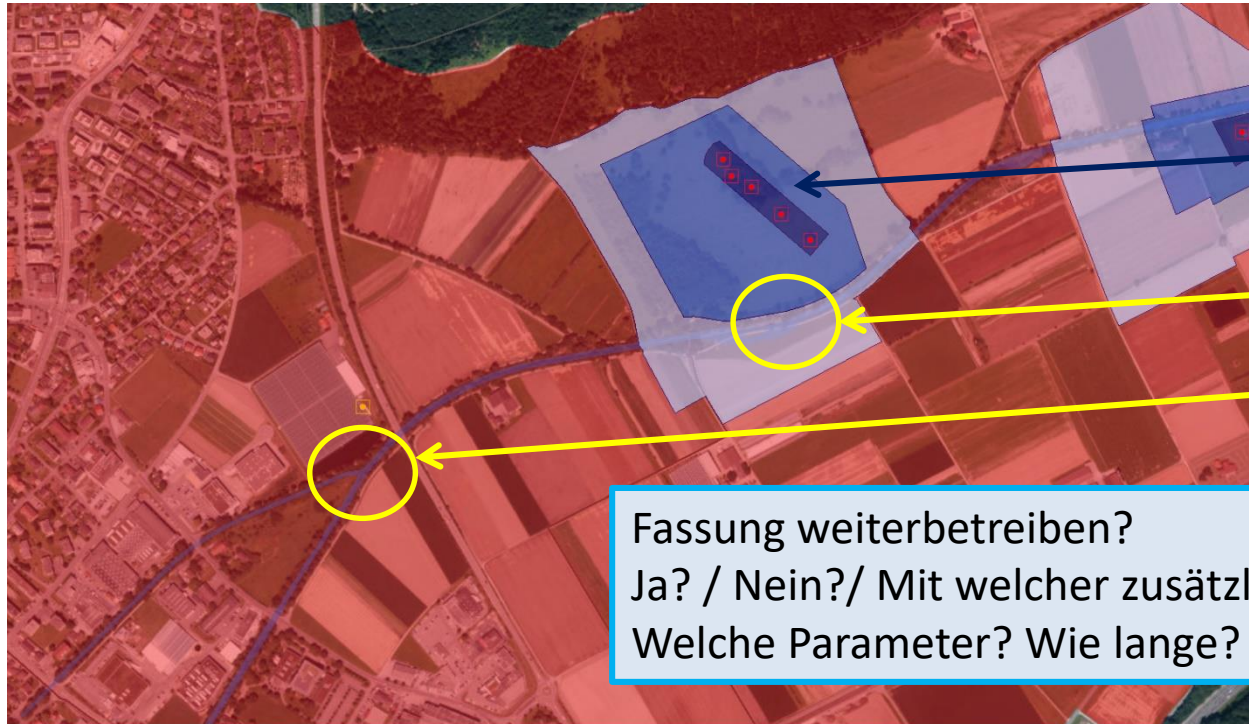 Fassung weiterbetreiben?
Ja? / Nein?/ Mit welcher zusätzl
Welche Parameter? Wie lange?